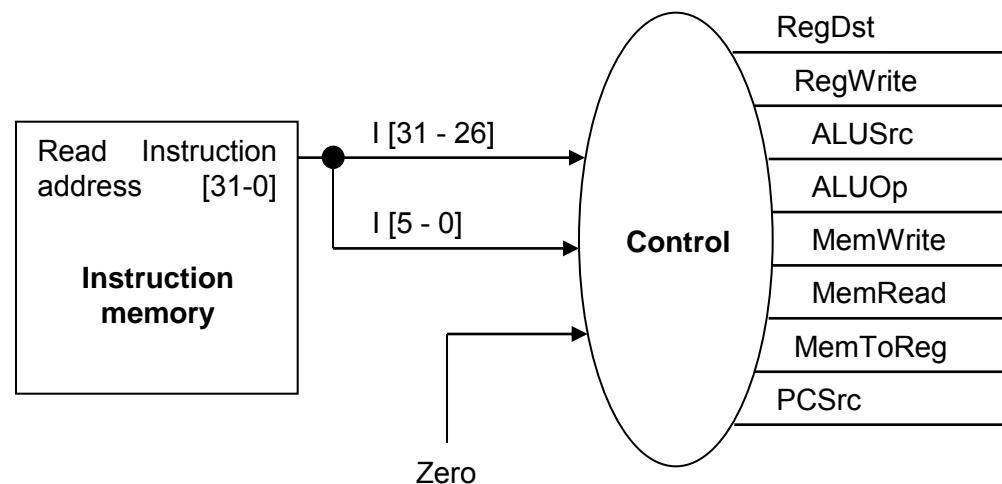 RegDst
RegWrite
I [31 - 26]
ALUSrc
Read Instruction
address [31-0]
ALUOp
I [5 - 0]
Control
MemWrite
Instruction
memory
MemRead
MemToReg
PCSrc
Zero